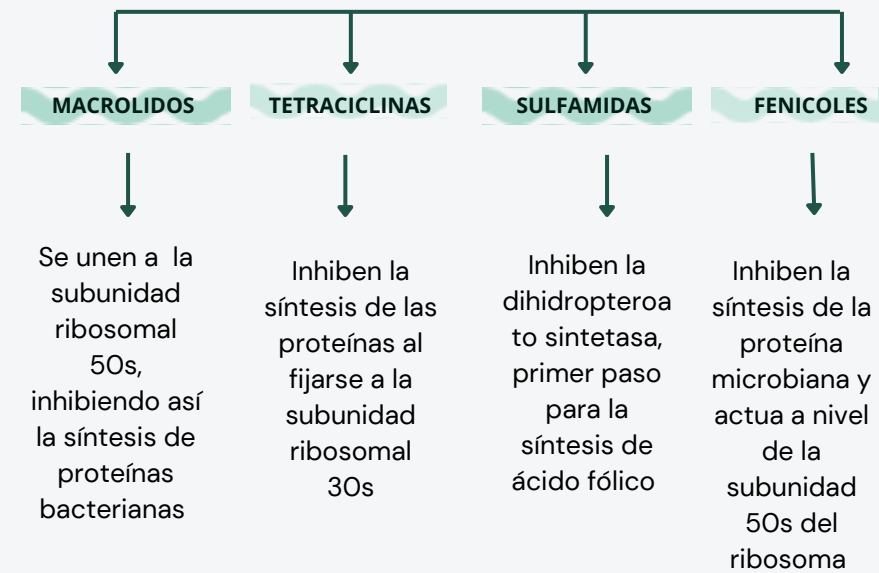 MACROLIDOS
TETRACICLINAS
SULFAMIDAS
FENICOLES
Se unen a la
subunidad
ribosomal
50s,
inhibiendo así
la síntesis de
proteínas
bacterianas
Inhiben la
síntesis de las
proteínas al
fijarse a la
subunidad
ribosomal
30s
Inhiben la
dihidropteroa
to sintetasa,
primer paso
para la
síntesis de
ácido fólico
Inhiben la
síntesis de la
proteína
microbiana y
actua a nivel
de la
subunidad
50s del
ribosoma